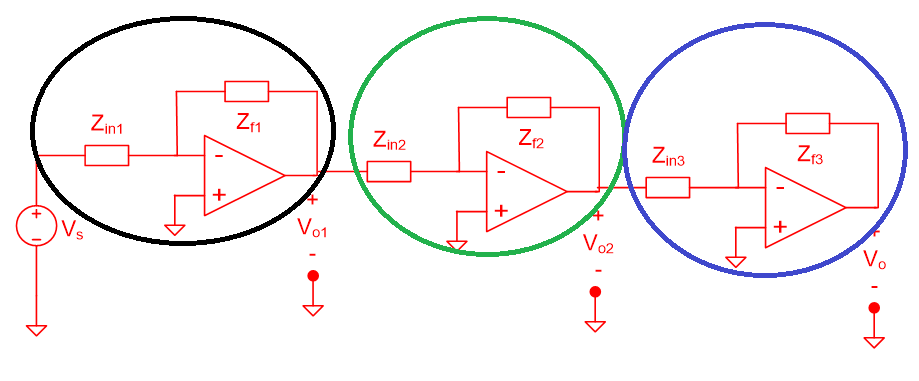 Zin1
Zf1
-
+
+
-
Vs
+
Vo1
-
Zin2
Zf2
-
+
+
Vo2
-
Zin3
Zf3
-
+
+
Vo
-